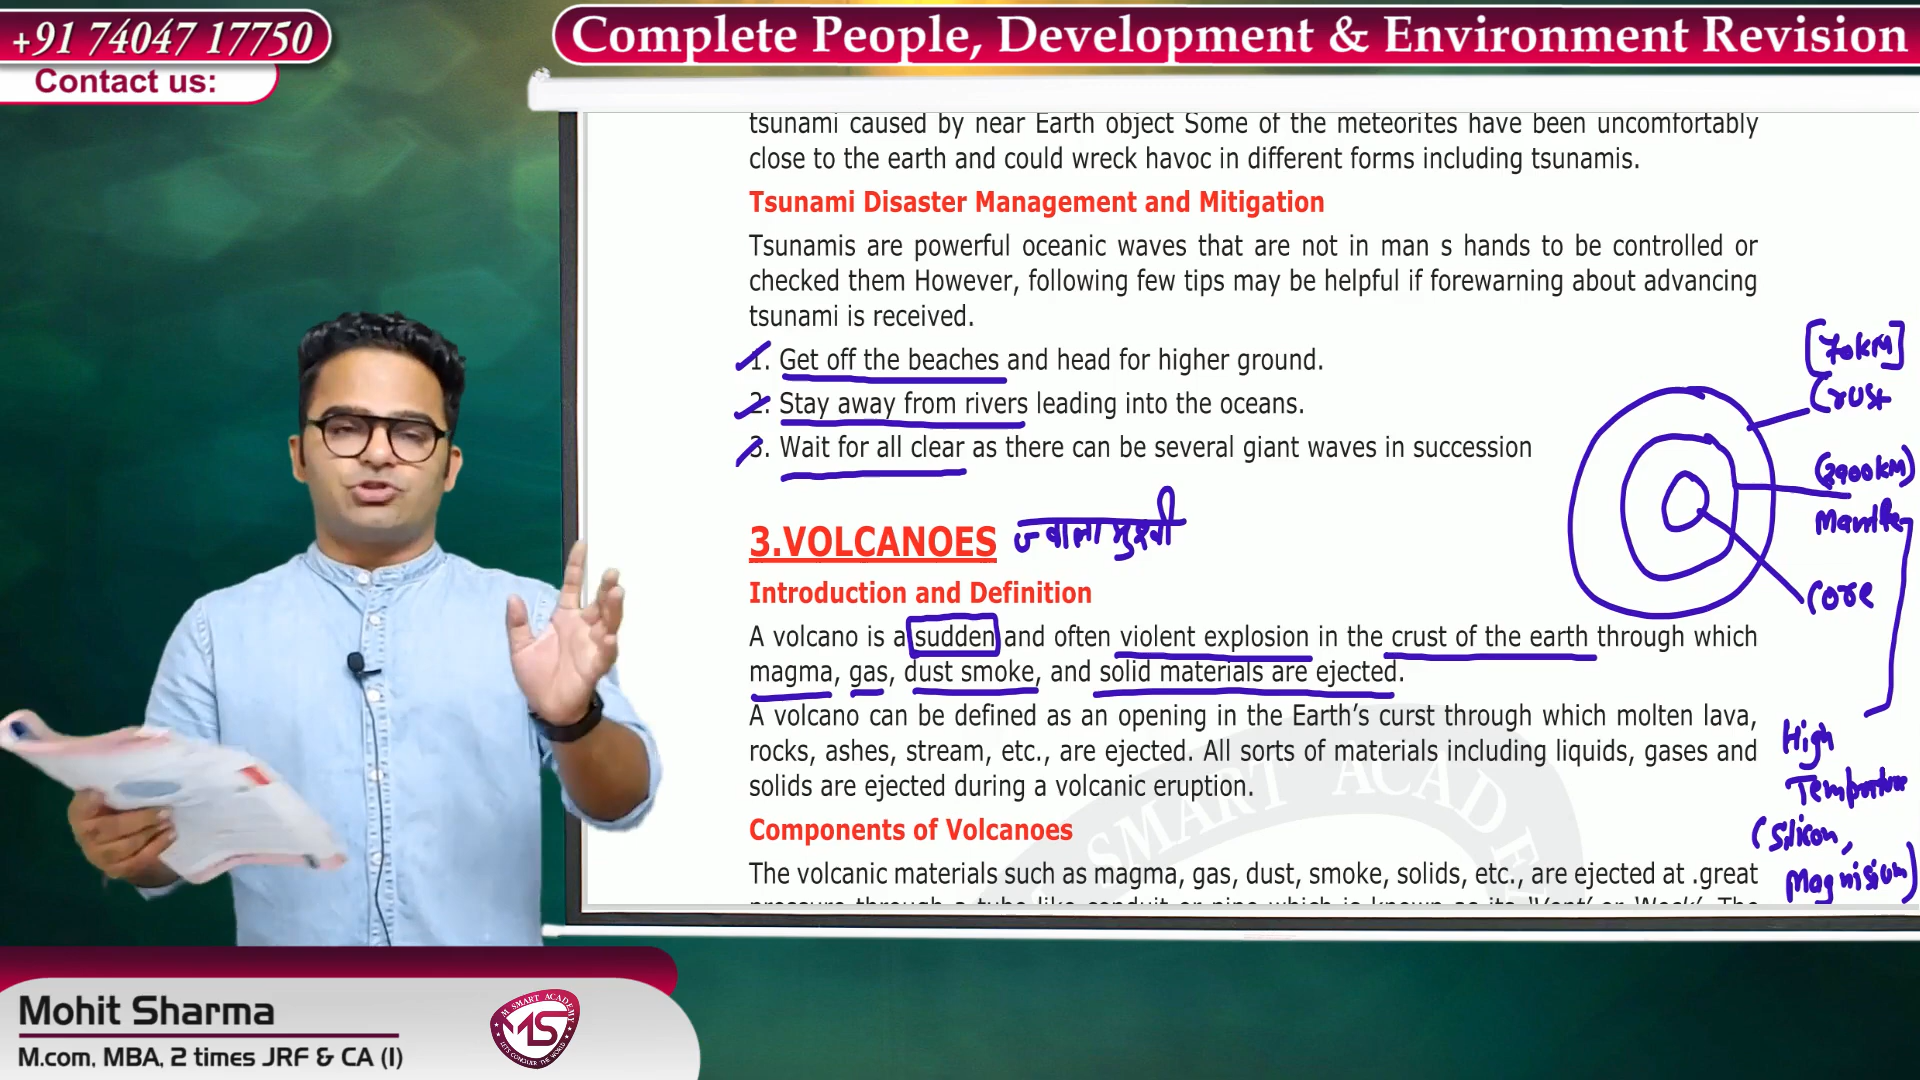 +91 74047 17750
Contact us:
Complete People, Development & Environment Revision
tsunami caused by near Earth object Some of the meteorites have been uncomfortably
close to the earth and could wreck havoc in different forms including tsunamis.
Tsunami Disaster Management and Mitigation
Tsunamis are powerful oceanic waves that are not in man s hands to be controlled or
checked them However, following few tips may be helpful if forewarning about advancing
tsunami is received.
1. Get off the beaches and head for higher ground.
2. Stay away from rivers leading into the oceans.
3. Wait for all clear as there can be several giant waves in succession
[70KM]
Crust
(2900KM)
Mantle
Core
3.VOLCANOES ज्वालामुखी
Introduction and Definition
A volcano is a sudden and often violent explosion in the crust of the earth through which
magma, gas, dust smoke, and solid materials are ejected.
A volcano can be defined as an opening in the Earth's curst through which molten lava,
rocks, ashes, stream, etc., are ejected. All sorts of materials including liquids, gases and
solids are ejected during a volcanic eruption.
High
(Silicon,
Magnisium)
Components of Volcanoes
The volcanic materials such as magma, gas, dust, smoke, solids, etc., are ejected at .great
SMART ACADE
Mohit Sharma
M.com, MBA, 2 times JRF & CA (I)
M SMART ACADEMY
MS
LETS CONQUER THE WORLD